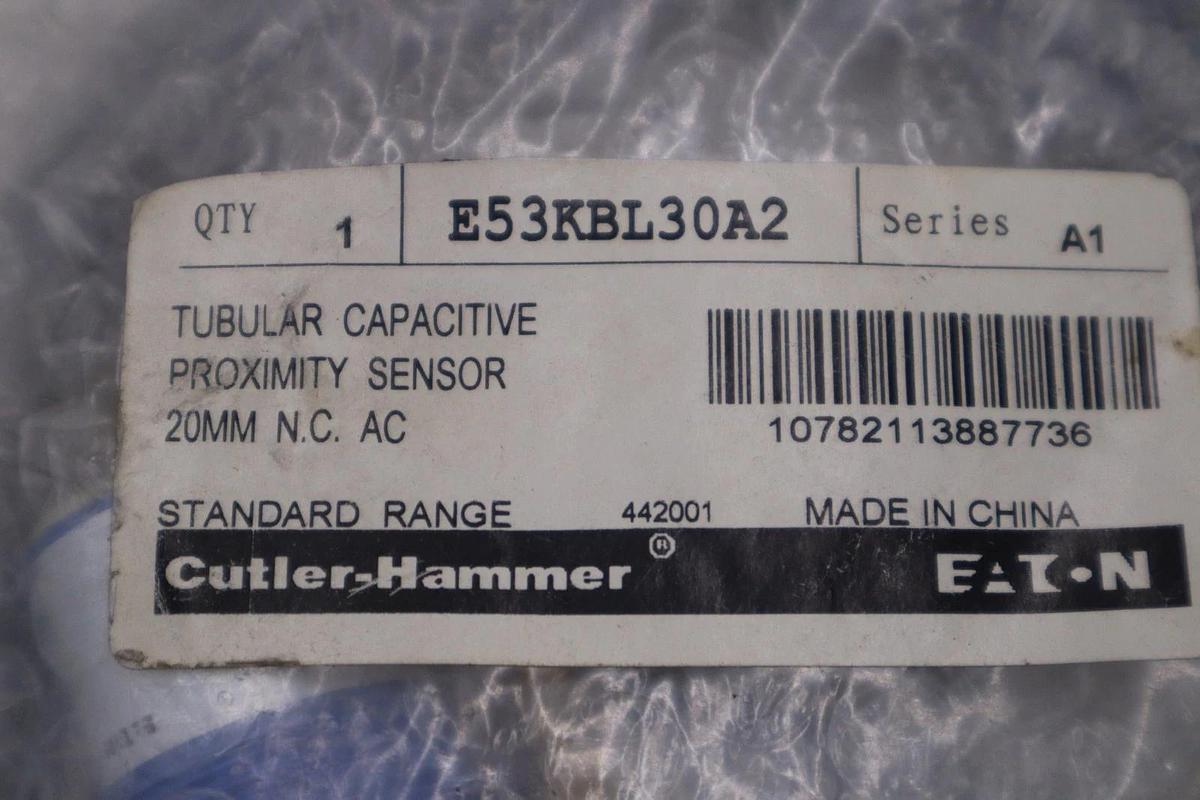 QTY 1 E53KBL30A2 Series A1
TUBULAR CAPACITIVE
PROXIMITY SENSOR
20MM N.C. AC
10782113887736
STANDARD RANGE 442001 MADE IN CHINA
Cutler-Hammer ® EATON